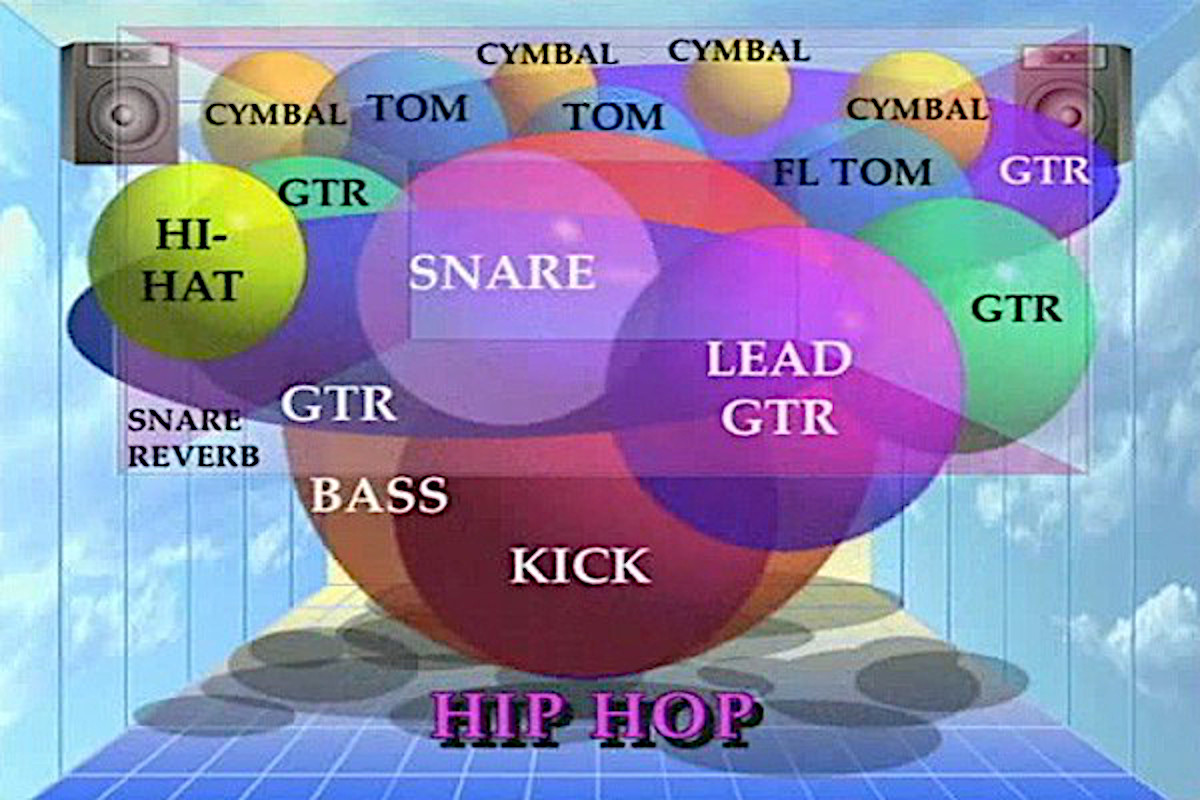 CYMBAL
CYMBAL
CYMBAL
TOM
TOM
CYMBAL
FL TOM
GTR
GTR
HI-
HAT
SNARE
GTR
LEAD
GTR
GTR
SNARE
REVERB
BASS
KICK
HIP HOP